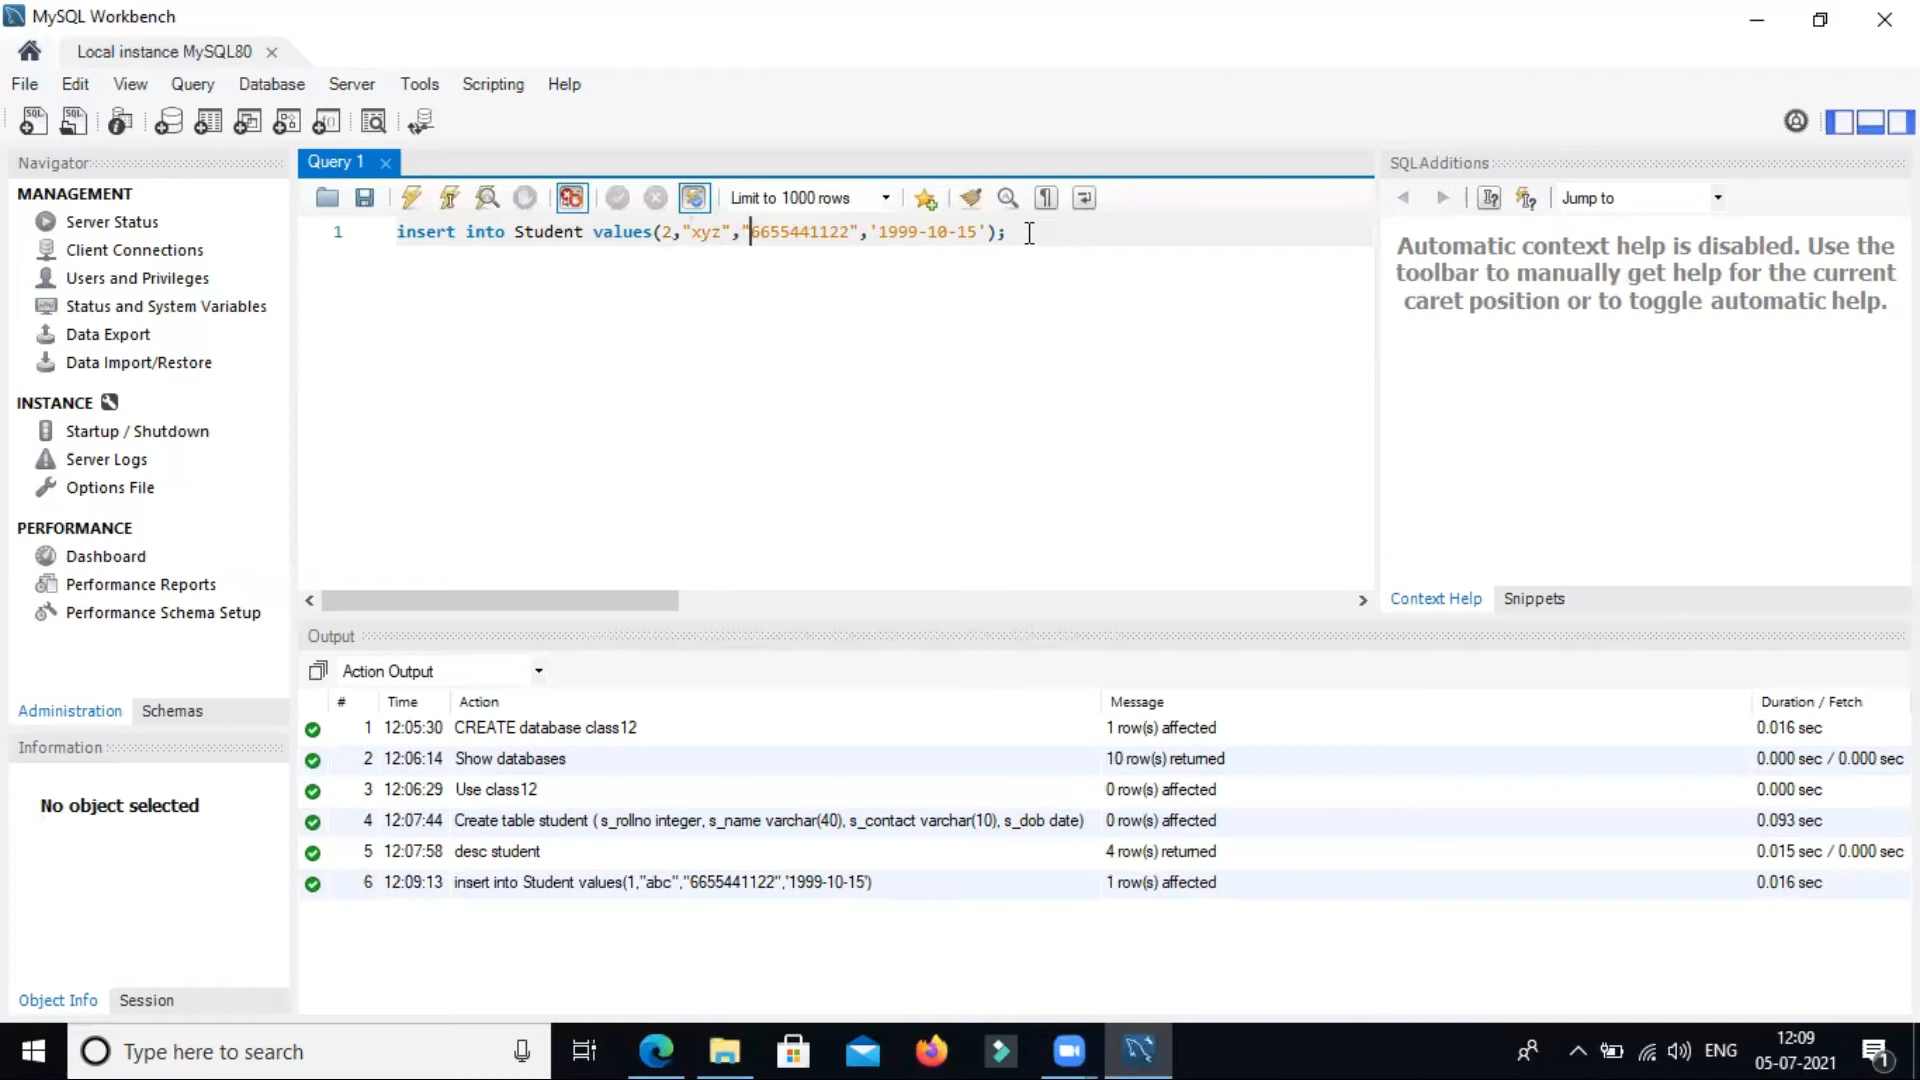 MySQL Workbench
Local instance MySQL80
File Edit View Query Database Server Tools Scripting Help
Navigator
MANAGEMENT
Server Status
Client Connections
Users and Privileges
Status and System Variables
Data Export
Data Import/Restore
INSTANCE
Startup / Shutdown
Server Logs
Options File
PERFORMANCE
Dashboard
Performance Reports
Performance Schema Setup
Administration Schemas
Information
No object selected
Object Info Session
Query 1
Limit to 1000 rows
1 insert into Student values(2,"xyz","6655441122",'1999-10-15');
SQLAdditions
Jump to
Automatic context help is disabled. Use the
toolbar to manually get help for the current
caret position or to toggle automatic help.
Context Help Snippets
Output
Action Output
# Time Action Message Duration / Fetch
1 12:05:30 CREATE database class12 1 row(s) affected 0.016 sec
2 12:06:14 Show databases 10 row(s) returned 0.000 sec / 0.000 sec
3 12:06:29 Use class12 0 row(s) affected 0.000 sec
4 12:07:44 Create table student ( s_rollno integer, s_name varchar(40), s_contact varchar(10), s_dob date) 0 row(s) affected 0.093 sec
5 12:07:58 desc student 4 row(s) returned 0.015 sec / 0.000 sec
6 12:09:13 insert into Student values(1,"abc","6655441122",'1999-10-15') 1 row(s) affected 0.016 sec
Type here to search
ENG
12:09
05-07-2021
1